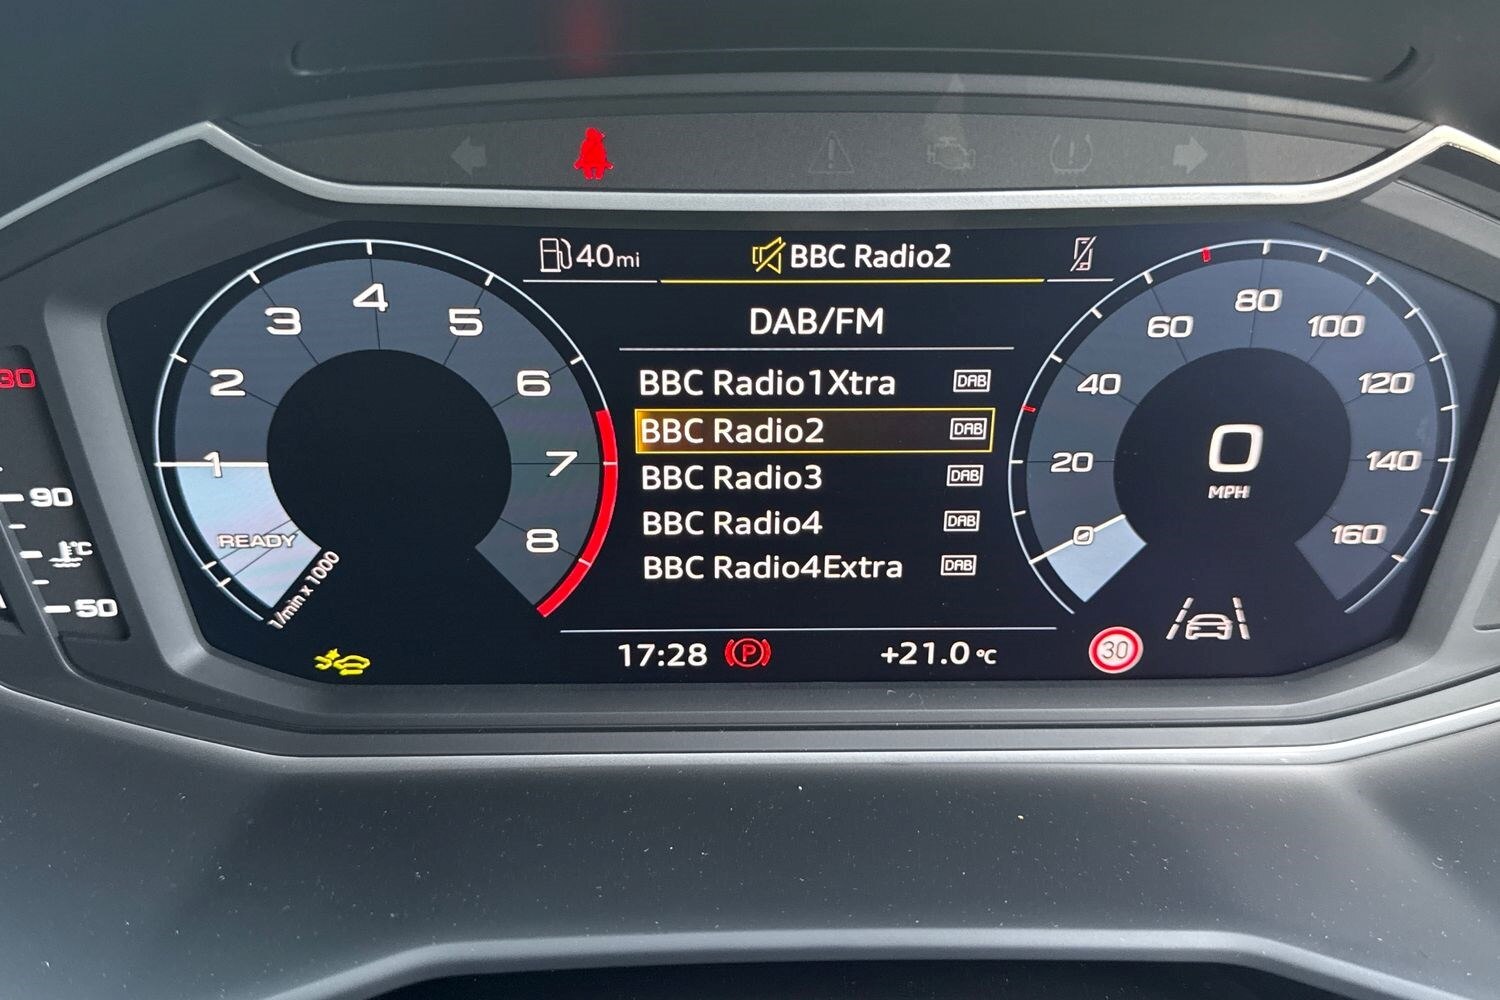 40mi
BBC Radio2
DAB/FM
BBC Radio1Xtra DAB
BBC Radio2 DAB
BBC Radio3 DAB
BBC Radio4 DAB
BBC Radio4Extra DAB
17:28 P +21.0 °C
30
1 2 3 4 5 6 7 8
READY
1/min x 1000
0 20 40 60 80 100 120 140 160
0
MPH
90
°C
50